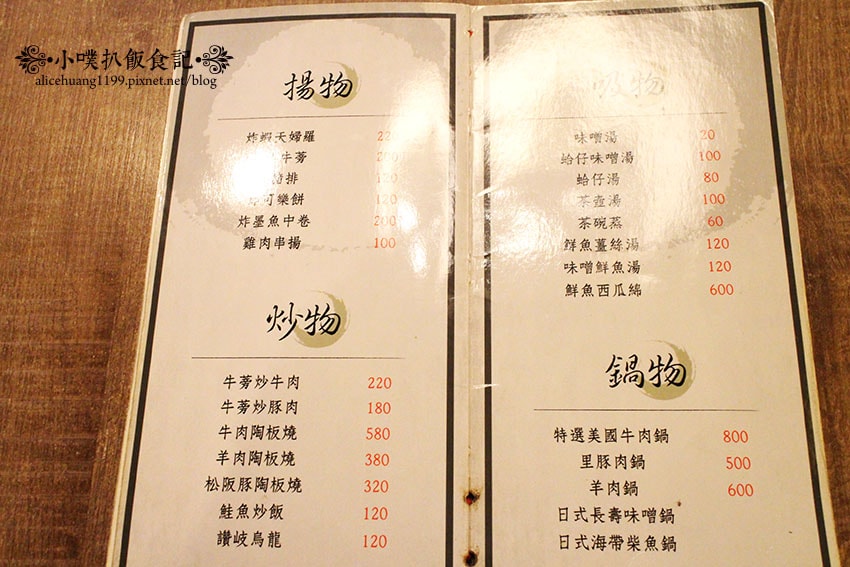 小噗扒飯食記
alicehuang1199.pixnet.net/blog
揚物
炸蝦天婦羅
牛蒡
排 120
可樂餅 120
炸墨魚中卷 200
雞肉串揚 100
炒物
牛蒡炒牛肉 220
牛蒡炒豚肉 180
牛肉陶板燒 580
羊肉陶板燒 380
松阪豚陶板燒 320
鮭魚炒飯 120
讚岐烏龍 120
吸物
味噌湯 20
蛤仔味噌湯 100
蛤仔湯 80
茶壺湯 100
茶碗蒸 60
鮮魚薑絲湯 120
味噌鮮魚湯 120
鮮魚西瓜綿 600
鍋物
特選美國牛肉鍋 800
里豚肉鍋 500
羊肉鍋 600
日式長壽味噌鍋
日式海帶柴魚鍋